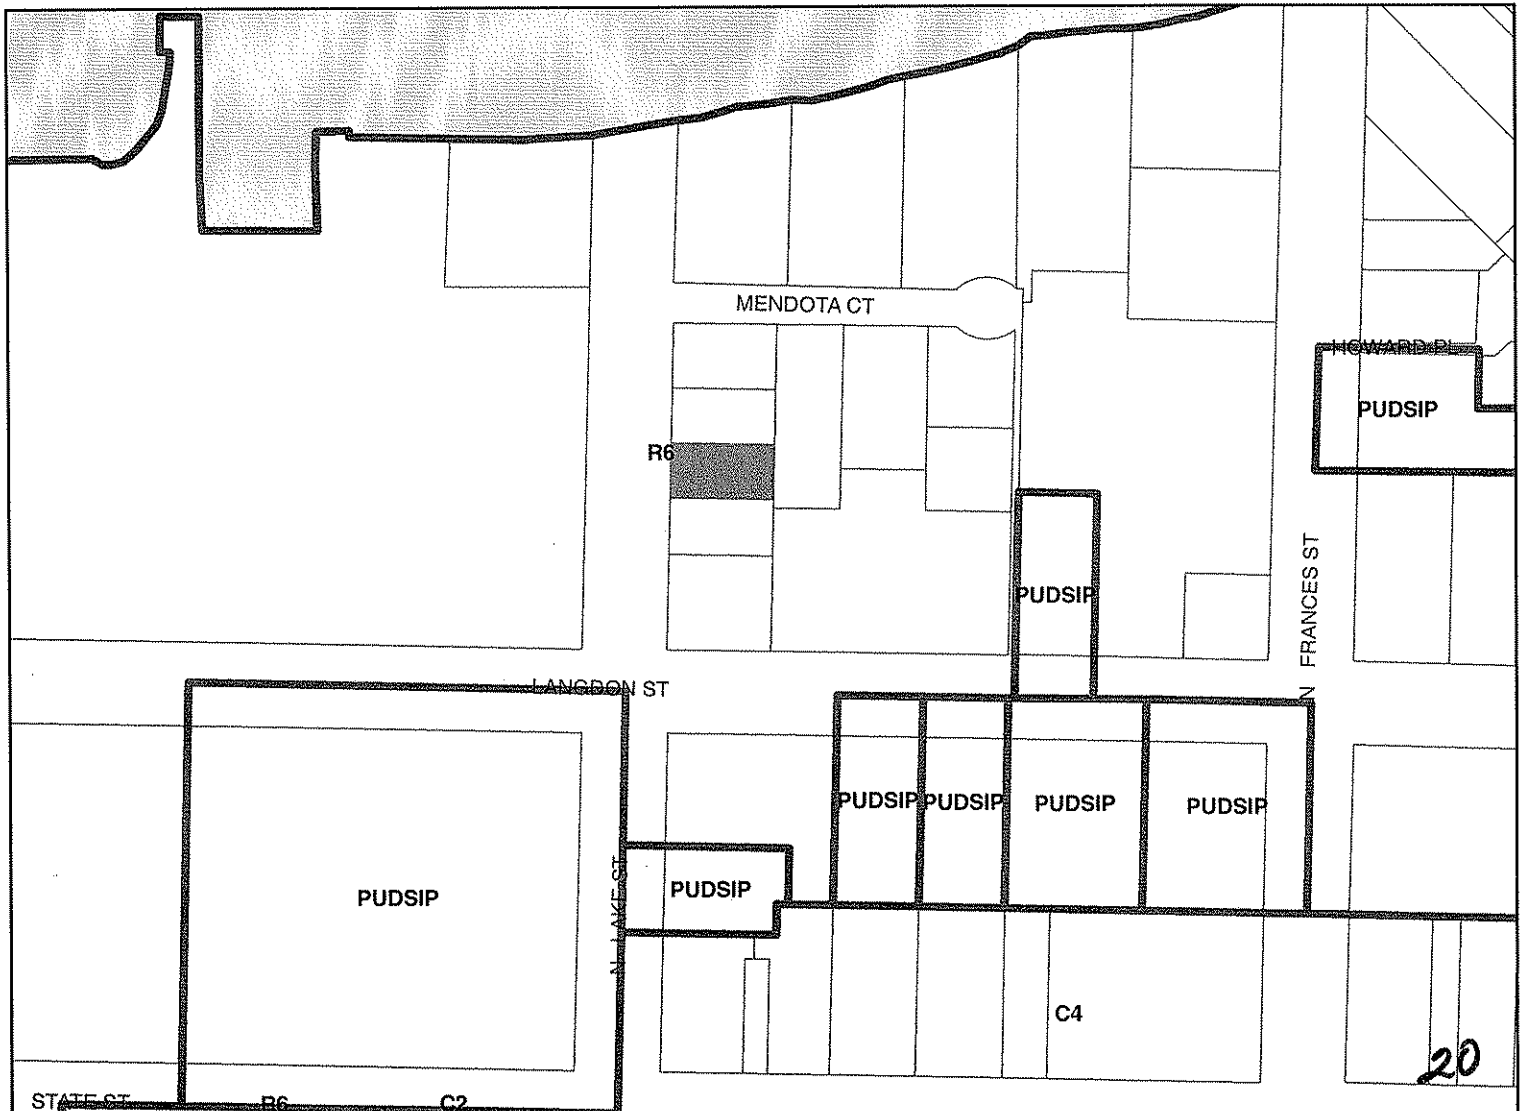 MENDOTA CT
HOWARD PL
PUDSIP
R6
N FRANCES ST
PUDSIP
LANGDON ST
PUDSIP
PUDSIP
PUDSIP
PUDSIP
N LAKE ST
PUDSIP
PUDSIP
C4
20
STATE ST
R6
C2